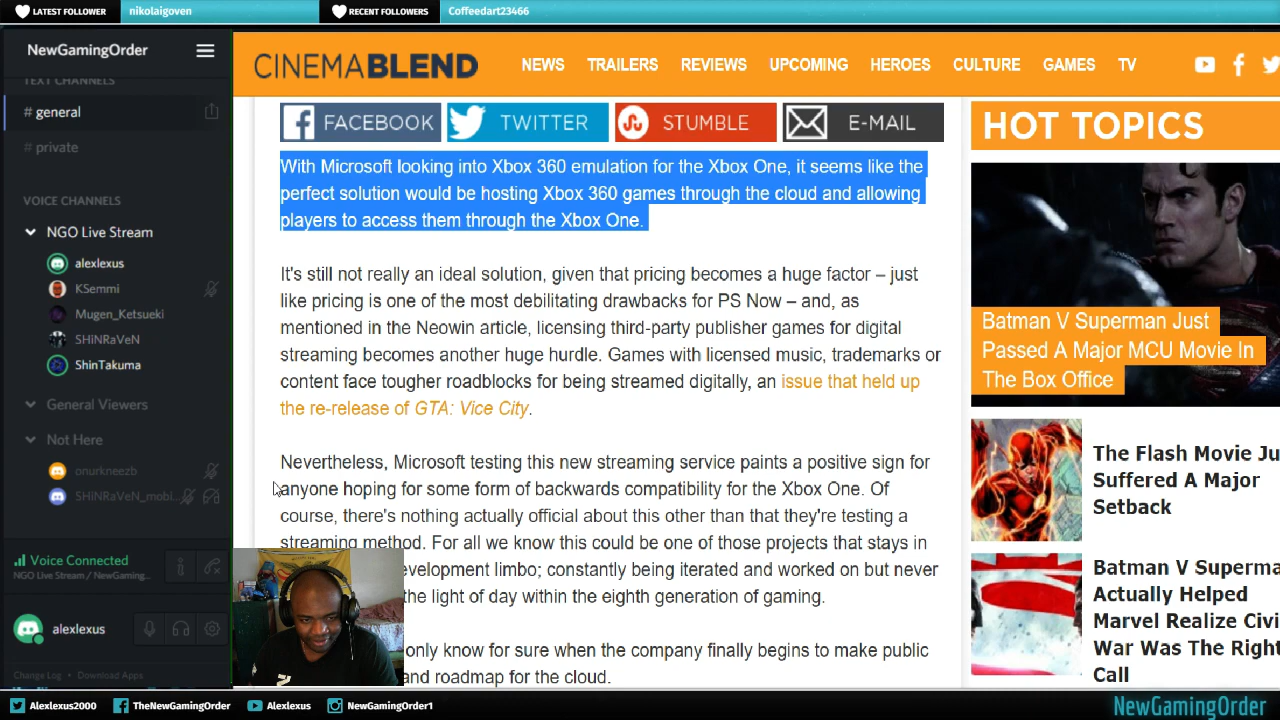 LATEST FOLLOWER
nikolaigoven
RECENT FOLLOWERS
Coffeedart23466
NewGamingOrder
TEXT CHANNELS
# general
# private
VOICE CHANNELS
NGO Live Stream
alexlexus
KSemmi
Mugen_Ketsueki
SHiNRaVeN
ShinTakuma
General Viewers
Not Here
onurkneezb
SHiNRaVeN_mobl...
Voice Connected
NGO Live Stream / NewGaming...
alexlexus
Change Log • Download Apps
CINEMABLEND
NEWS
TRAILERS
REVIEWS
UPCOMING
HEROES
CULTURE
GAMES
TV
FACEBOOK
TWITTER
STUMBLE
E-MAIL
With Microsoft looking into Xbox 360 emulation for the Xbox One, it seems like the
perfect solution would be hosting Xbox 360 games through the cloud and allowing
players to access them through the Xbox One.
It's still not really an ideal solution, given that pricing becomes a huge factor – just
like pricing is one of the most debilitating drawbacks for PS Now – and, as
mentioned in the Neowin article, licensing third-party publisher games for digital
streaming becomes another huge hurdle. Games with licensed music, trademarks or
content face tougher roadblocks for being streamed digitally, an issue that held up
the re-release of GTA: Vice City.
Nevertheless, Microsoft testing this new streaming service paints a positive sign for
anyone hoping for some form of backwards compatibility for the Xbox One. Of
course, there's nothing actually official about this other than that they're testing a
streaming method. For all we know this could be one of those projects that stays in
evelopment limbo; constantly being iterated and worked on but never
the light of day within the eighth generation of gaming.
only know for sure when the company finally begins to make public
and roadmap for the cloud.
HOT TOPICS
Batman V Superman Just
Passed A Major MCU Movie In
The Box Office
The Flash Movie Ju
Suffered A Major
Setback
Batman V Superma
Actually Helped
Marvel Realize Civi
War Was The Right
Call
Alexlexus2000
TheNewGamingOrder
Alexlexus
NewGamingOrder1
NewGamingOrder